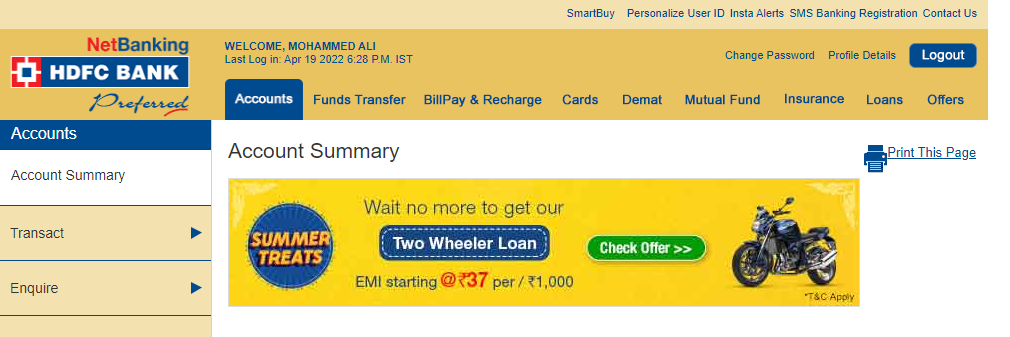 SmartBuy Personalize User ID Insta Alerts SMS Banking Registration Contact Us
NetBanking
HDFC BANK
Preferred
WELCOME, MOHAMMED ALI
Last Log in: Apr 19 2022 6:28 P.M. IST
Change Password Profile Details Logout
Accounts Funds Transfer BillPay & Recharge Cards Demat Mutual Fund Insurance Loans Offers
Accounts
Account Summary
Transact
Enquire
Account Summary
Print This Page
SUMMER
TREATS
Wait no more to get our
Two Wheeler Loan
EMI starting @₹37 per / ₹1,000
Check Offer >>
*T&C Apply